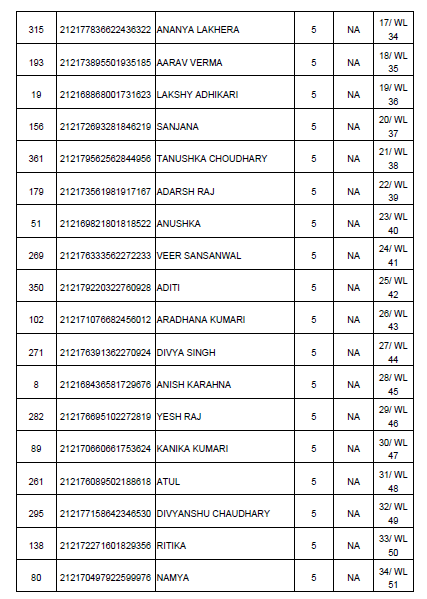 315 212177836622436322 ANANYA LAKHERA 5 NA 17/ WL 34
193 212173895501935185 AARAV VERMA 5 NA 18/ WL 35
19 212168868001731623 LAKSHY ADHIKARI 5 NA 19/ WL 36
156 212172693281846219 SANJANA 5 NA 20/ WL 37
361 212179562562844956 TANUSHKA CHOUDHARY 5 NA 21/ WL 38
179 212173561981917167 ADARSH RAJ 5 NA 22/ WL 39
51 212169821801818522 ANUSHKA 5 NA 23/ WL 40
269 212176333562272233 VEER SANSANWAL 5 NA 24/ WL 41
350 212179220322760928 ADITI 5 NA 25/ WL 42
102 212171076682456012 ARADHANA KUMARI 5 NA 26/ WL 43
271 212176391362270924 DIVYA SINGH 5 NA 27/ WL 44
8 212168436581729676 ANISH KARAHNA 5 NA 28/ WL 45
282 212176695102272819 YESH RAJ 5 NA 29/ WL 46
89 212170660661753624 KANIKA KUMARI 5 NA 30/ WL 47
261 212176089502188618 ATUL 5 NA 31/ WL 48
295 212177158642346530 DIVYANSHU CHAUDHARY 5 NA 32/ WL 49
138 212172271601829356 RITIKA 5 NA 33/ WL 50
80 212170497922599976 NAMYA 5 NA 34/ WL 51